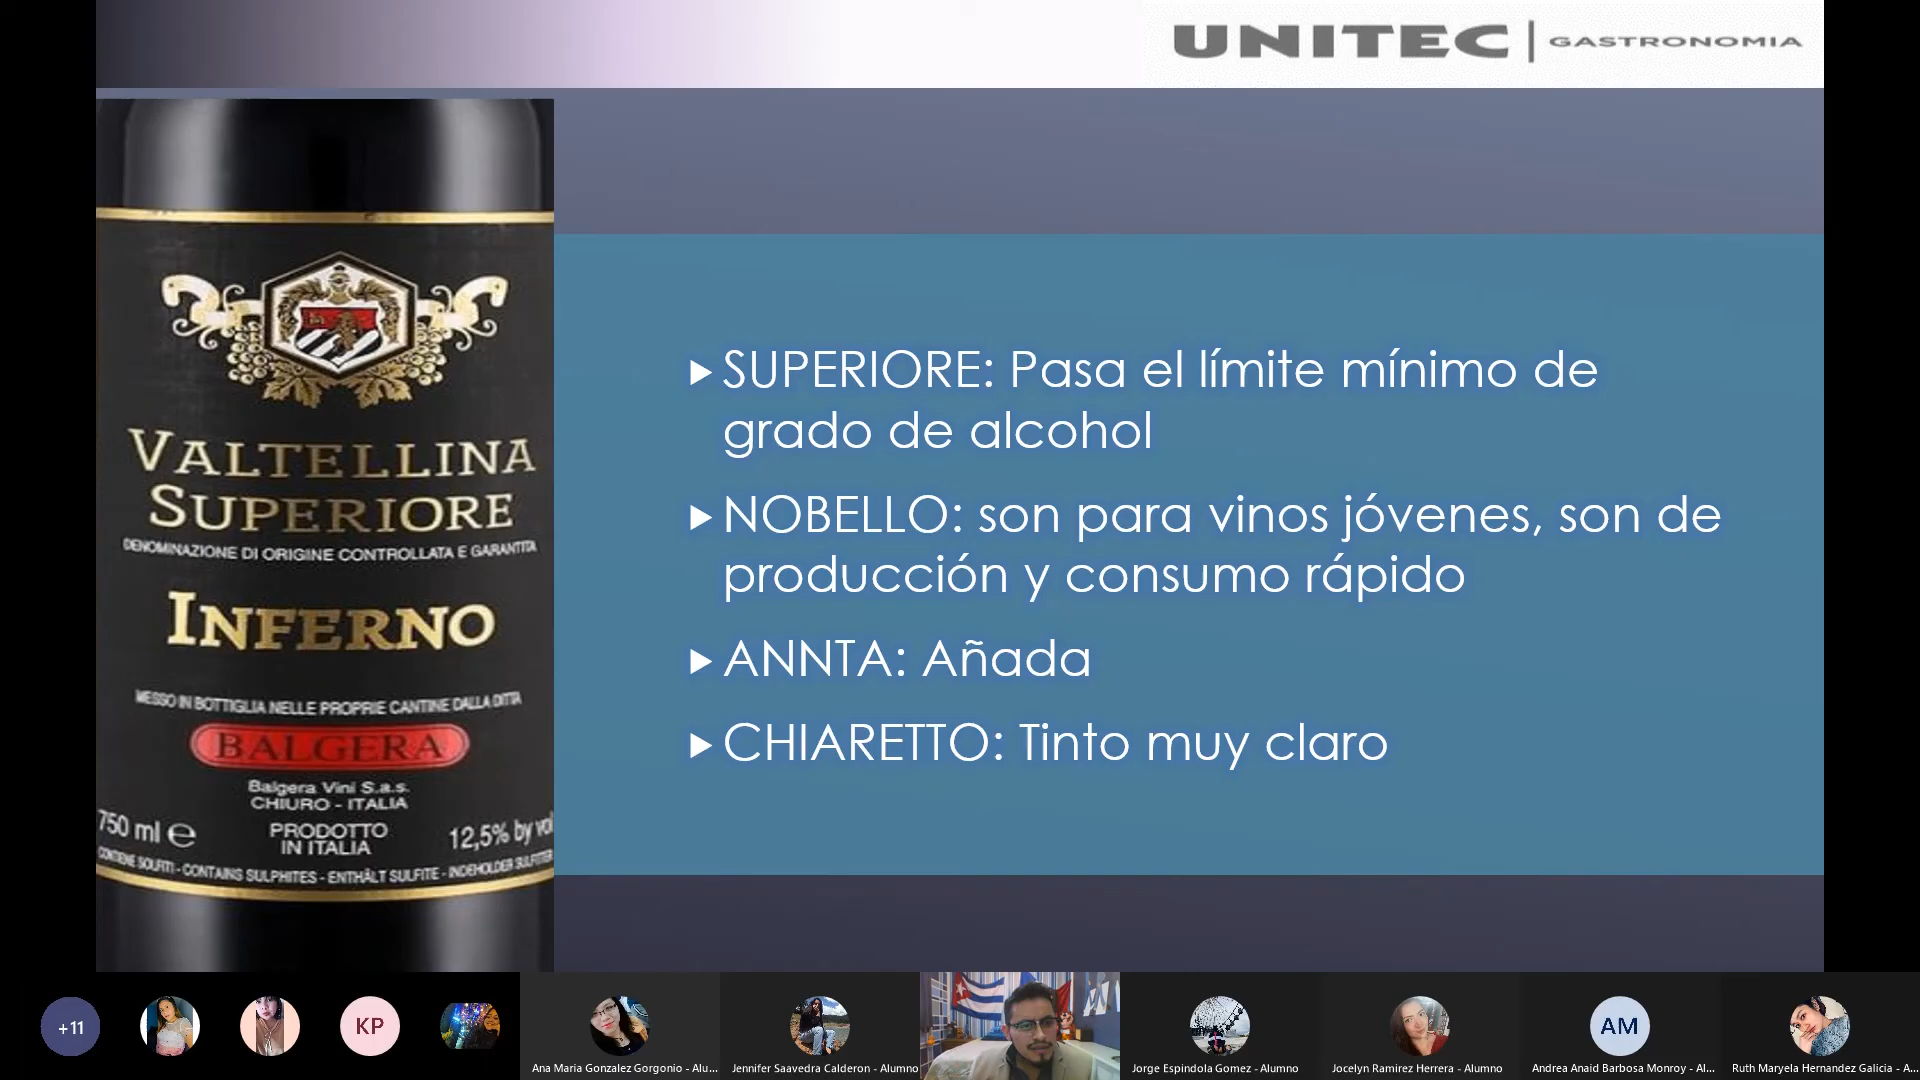 UNITEC | GASTRONOMIA
VALTELLINA
SUPERIORE
DENOMINAZIONE DI ORIGINE CONTROLLATA E GARANTITA
INFERNO
MESSO IN BOTTIGLIA NELLE PROPRIE CANTINE DALLA DITTA
BALGERA
Balgera Vini S.a.s.
CHIURO - ITALIA
750 ml e
PRODOTTO
IN ITALIA
12,5% by vol
CONTIENE SOLFITI - CONTAINS SULPHITES - ENTHÄLT SULFITE - INDEHOLDER SULFITTER
SUPERIORE: Pasa el límite mínimo de
grado de alcohol
NOBELLO: son para vinos jóvenes, son de
producción y consumo rápido
ANNTA: Añada
CHIARETTO: Tinto muy claro
+11
KP
Ana Maria Gonzalez Gorgonio - Alu...
Jennifer Saavedra Calderon - Alumno
Jorge Espindola Gomez - Alumno
Jocelyn Ramirez Herrera - Alumno
AM
Andrea Anaid Barbosa Monroy - Al...
Ruth Maryela Hernandez Galicia - A...